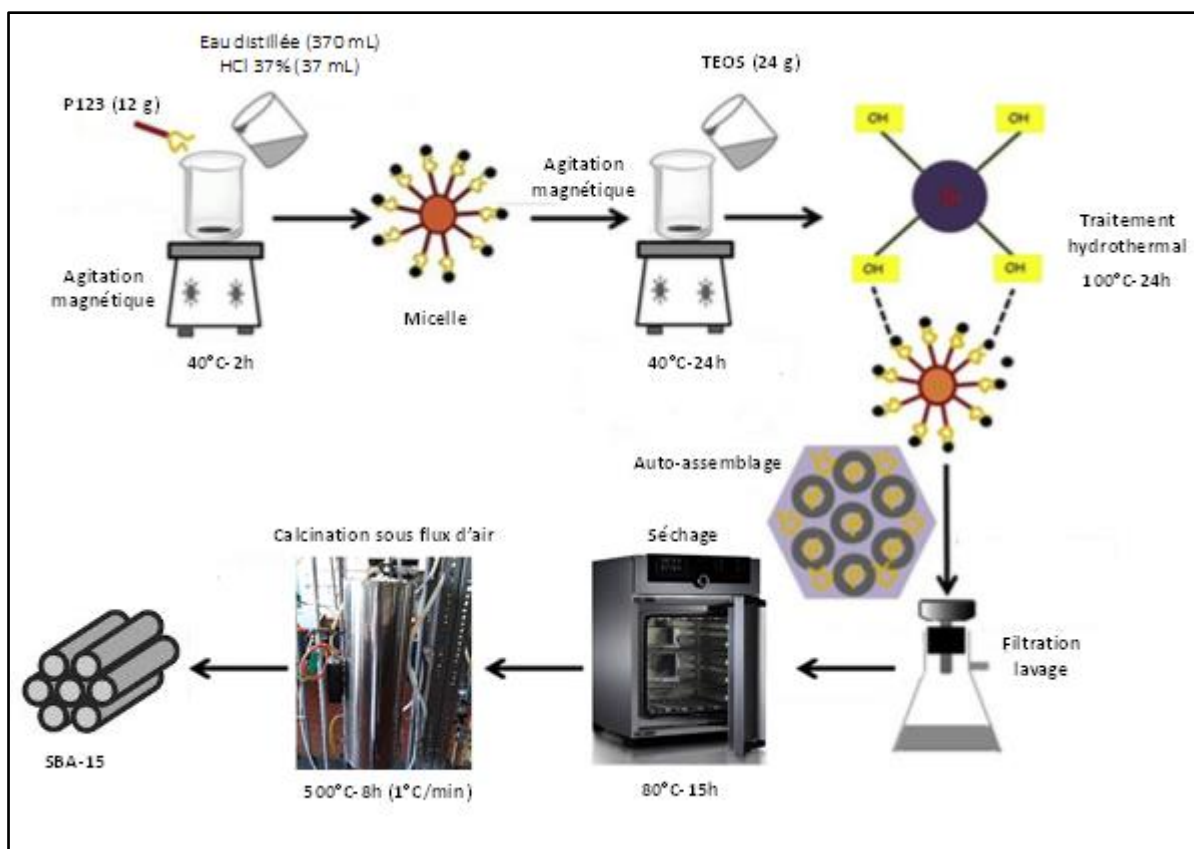 Eau distillée (370 mL)
HCl 37% (37 mL)
P123 (12 g)
Agitation
magnétique
40°C-2h
Micelle
Agitation
magnétique
TEOS (24 g)
40°C-24h
OH
OH
Si
OH
OH
Traitement
hydrothermal
100°C-24h
Auto-assemblage
Filtration
lavage
Séchage
80°C-15h
Calcination sous flux d'air
500°C-8h (1°C/min)
SBA-15